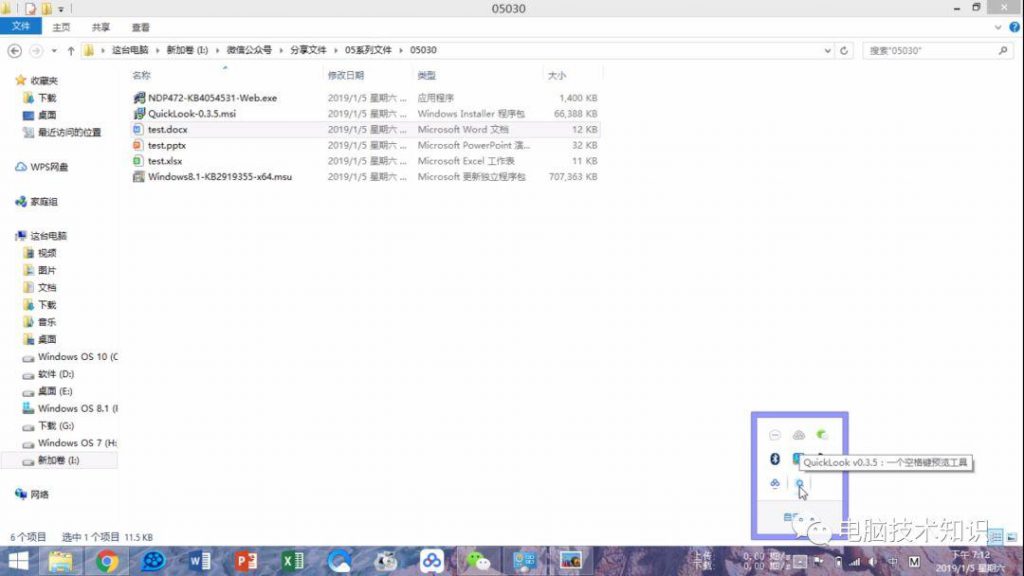 05030
文件 主页 共享 查看
这台电脑 新加卷 (I:) 微信公众号 分享文件 05系列文件 05030
搜索"05030"
名称 修改日期 类型 大小
NDP472-KB4054531-Web.exe 2019/1/5 星期六 ... 应用程序 1,400 KB
QuickLook-0.3.5.msi 2019/1/5 星期六 ... Windows Installer 程序包 66,388 KB
test.docx 2019/1/5 星期六 ... Microsoft Word 文档 12 KB
test.pptx 2019/1/5 星期六 ... Microsoft PowerPoint 演... 32 KB
test.xlsx 2019/1/5 星期六 ... Microsoft Excel 工作表 11 KB
Windows8.1-KB2919355-x64.msu 2019/1/5 星期六 ... Microsoft 更新独立程序包 707,363 KB
收藏夹
下载
桌面
最近访问的位置
WPS网盘
家庭组
这台电脑
视频
图片
文档
下载
音乐
桌面
Windows OS 10 (C
软件 (D:)
桌面 (E:)
Windows OS 8.1 (
下载 (G:)
Windows OS 7 (H:
新加卷 (I:)
网络
QuickLook v0.3.5：一个空格键预览工具
电脑技术知识
6 个项目 选中 1 个项目 11.5 KB
上传
下载
中
M
下午 7:12
2019/1/5 星期六